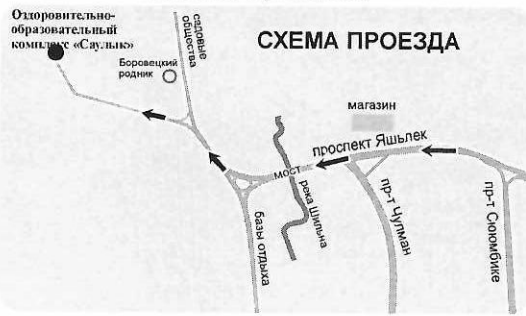 Оздоровительно-
образовательный
комплекс «Саулык»
Боровецкий
родник
садовые
общества
СХЕМА ПРОЕЗДА
магазин
проспект Яшьлек
мост
река Шильна
базы отдыха
пр-т Чулман
пр-т Сююмбике